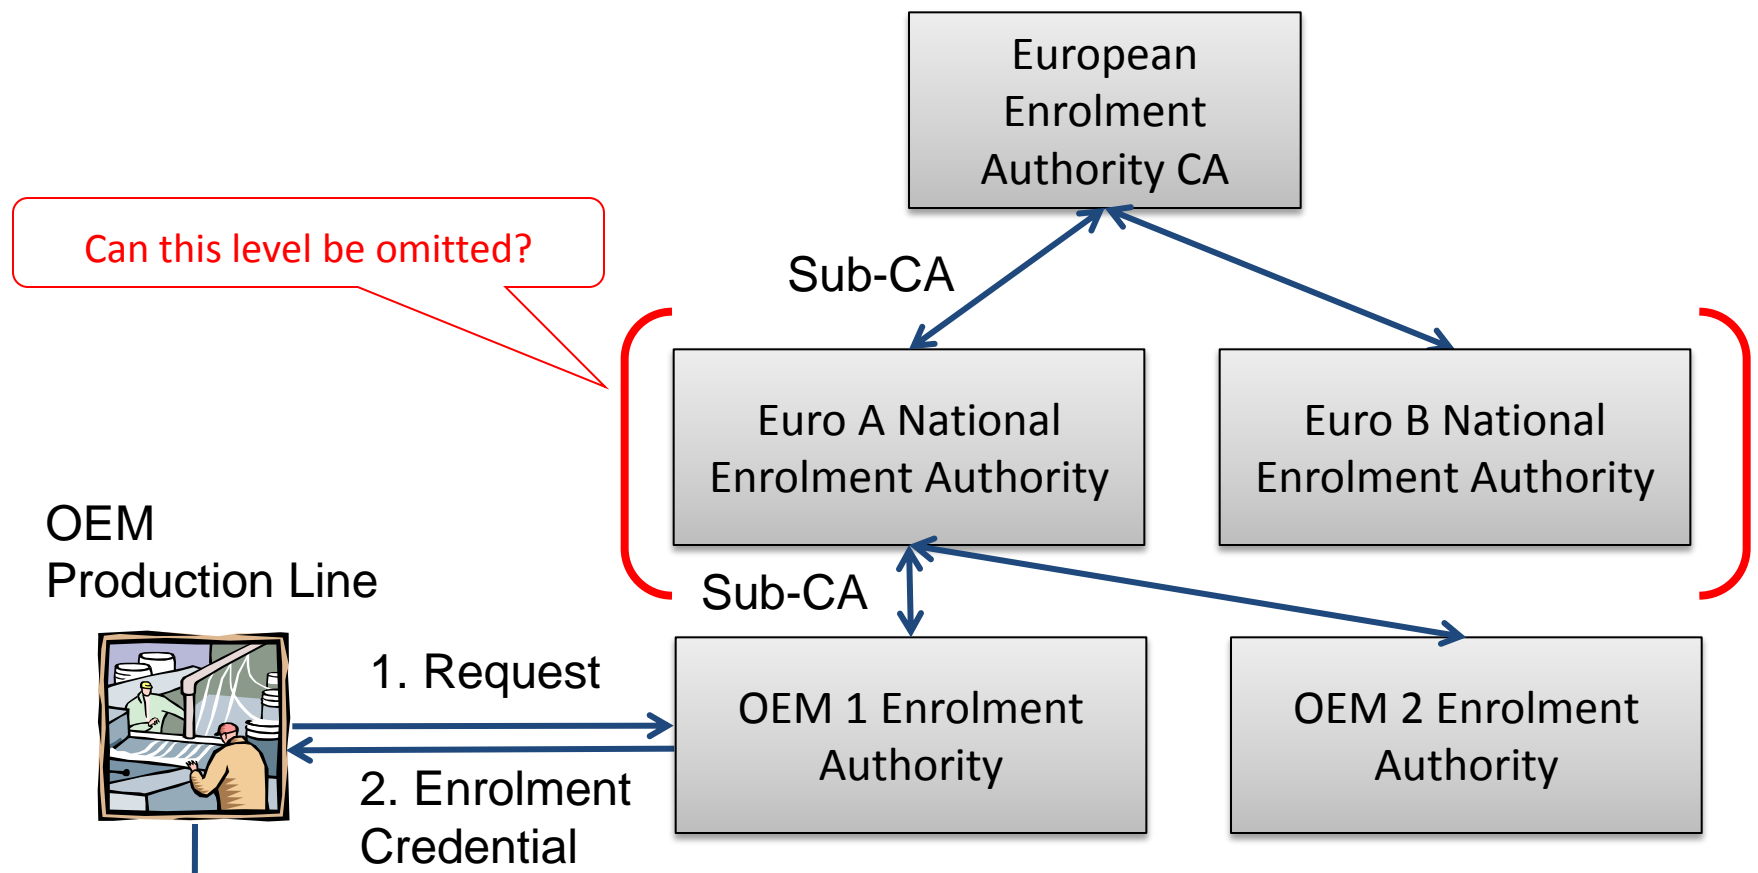 European
Enrolment
Authority CA
Can this level be omitted?
Sub-CA
Euro A National
Enrolment Authority
Euro B National
Enrolment Authority
OEM
Production Line
Sub-CA
1. Request
OEM 1 Enrolment
Authority
OEM 2 Enrolment
Authority
2. Enrolment
Credential